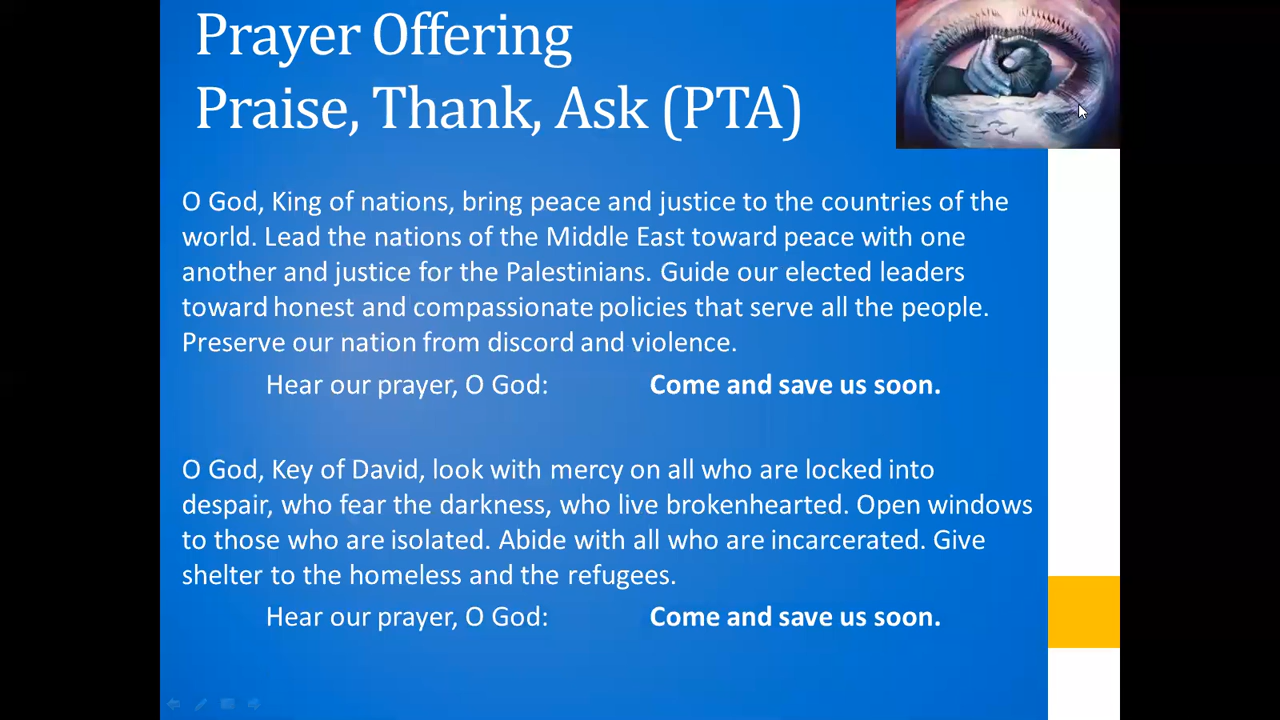 Prayer Offering
Praise, Thank, Ask (PTA)
O God, King of nations, bring peace and justice to the countries of the
world. Lead the nations of the Middle East toward peace with one
another and justice for the Palestinians. Guide our elected leaders
toward honest and compassionate policies that serve all the people.
Preserve our nation from discord and violence.
Hear our prayer, O God: Come and save us soon.
O God, Key of David, look with mercy on all who are locked into
despair, who fear the darkness, who live brokenhearted. Open windows
to those who are isolated. Abide with all who are incarcerated. Give
shelter to the homeless and the refugees.
Hear our prayer, O God: Come and save us soon.